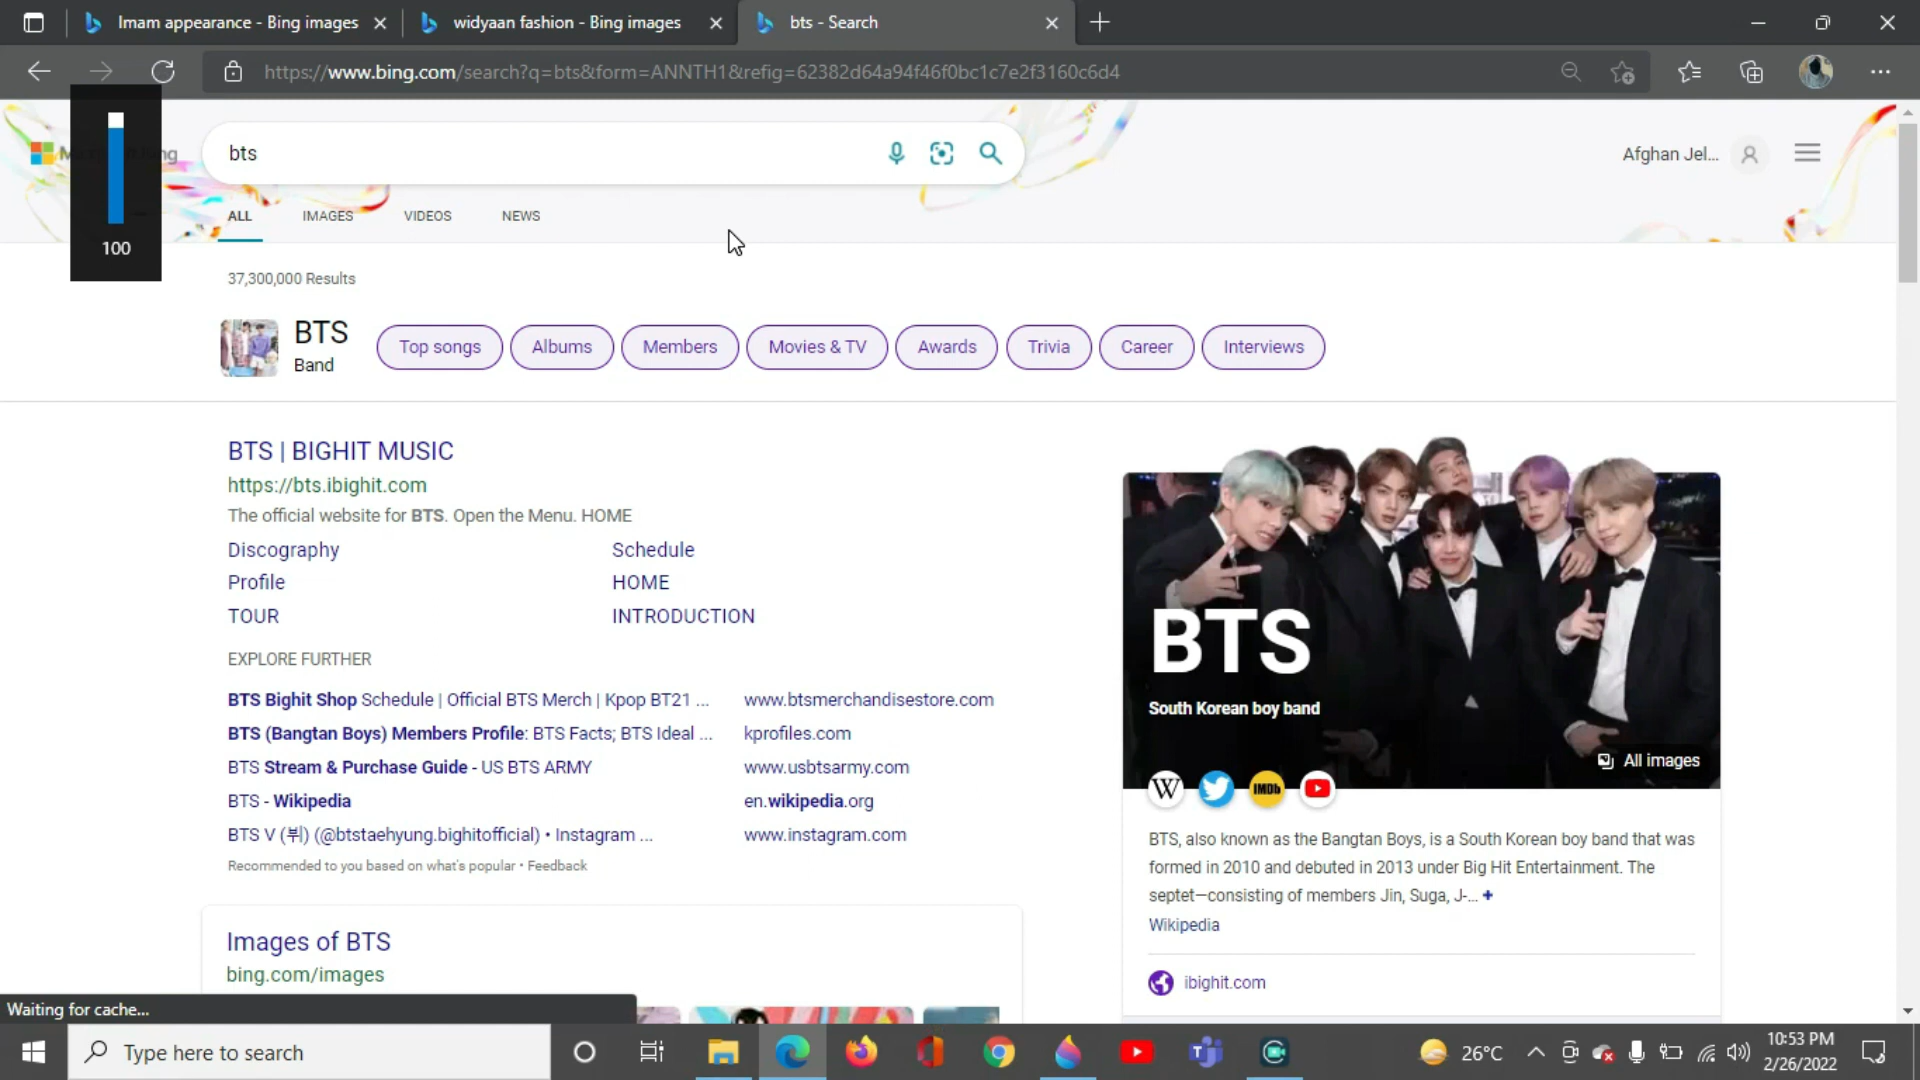 Imam appearance - Bing images
widyaan fashion - Bing images
bts - Search
https://www.bing.com/search?q=bts&form=ANNTH1&refig=62382d64a94f46f0bc1c7e2f3160c6d4
100
bts
Afghan Jel...
ALL
IMAGES
VIDEOS
NEWS
37,300,000 Results
BTS
Band
Top songs
Albums
Members
Movies & TV
Awards
Trivia
Career
Interviews
BTS | BIGHIT MUSIC
https://bts.ibighit.com
The official website for BTS. Open the Menu. HOME
Discography
Schedule
Profile
HOME
TOUR
INTRODUCTION
EXPLORE FURTHER
BTS Bighit Shop Schedule | Official BTS Merch | Kpop BT21 ...
www.btsmerchandisestore.com
BTS (Bangtan Boys) Members Profile: BTS Facts; BTS Ideal ...
kprofiles.com
BTS Stream & Purchase Guide - US BTS ARMY
www.usbtsarmy.com
BTS - Wikipedia
en.wikipedia.org
BTS V (뷔) (@btstaehyung.bighitofficial) • Instagram ...
www.instagram.com
Recommended to you based on what's popular • Feedback
Images of BTS
bing.com/images
BTS
South Korean boy band
All images
W
IMDb
BTS, also known as the Bangtan Boys, is a South Korean boy band that was
formed in 2010 and debuted in 2013 under Big Hit Entertainment. The
septet—consisting of members Jin, Suga, J-... +
Wikipedia
ibighit.com
Waiting for cache...
Type here to search
26°C
10:53 PM
2/26/2022